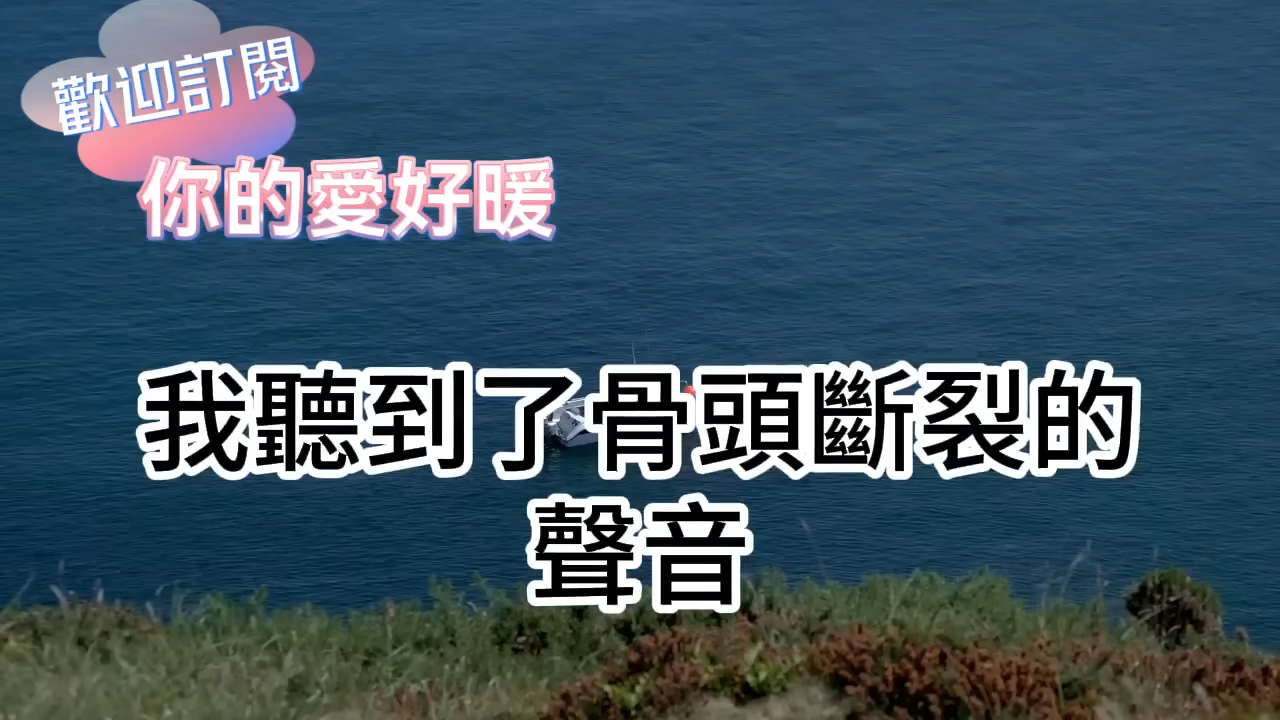 歡迎訂閱
你的愛好暖
我聽到了骨頭斷裂的
聲音